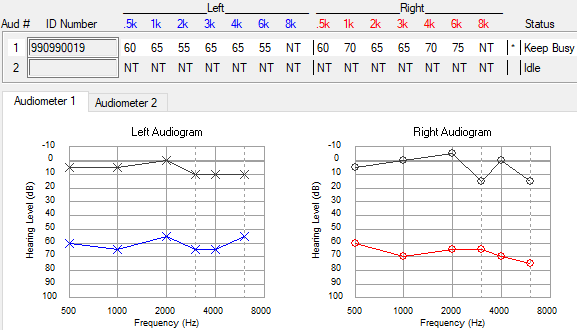 Left Right
Aud # ID Number .5k 1k 2k 3k 4k 6k 8k .5k 1k 2k 3k 4k 6k 8k Status
1 990990019 60 65 55 65 65 55 NT 60 70 65 65 70 75 NT * Keep Busy
2 NT NT NT NT NT NT NT NT NT NT NT NT NT NT Idle
Audiometer 1 Audiometer 2
Left Audiogram
Hearing Level (dB)
-10
0
10
20
30
40
50
60
70
80
90
100
500 1000 2000 4000 8000
Frequency (Hz)
Right Audiogram
Hearing Level (dB)
-10
0
10
20
30
40
50
60
70
80
90
100
500 1000 2000 4000 8000
Frequency (Hz)